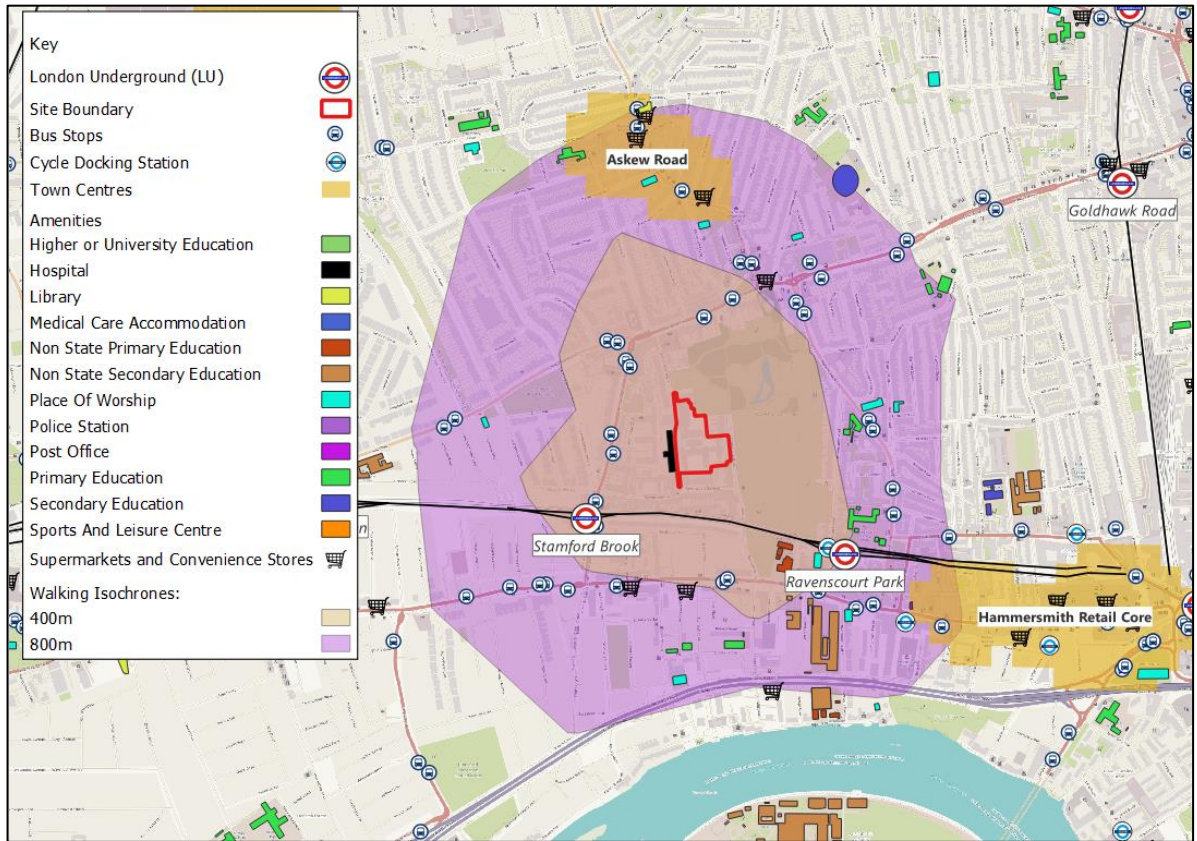 Key
London Underground (LU)
Site Boundary
Bus Stops
Cycle Docking Station
Town Centres
Amenities
Higher or University Education
Hospital
Library
Medical Care Accommodation
Non State Primary Education
Non State Secondary Education
Place Of Worship
Police Station
Post Office
Primary Education
Secondary Education
Sports And Leisure Centre
Supermarkets and Convenience Stores
Walking Isochrones:
400m
800m
Askew Road
Goldhawk Road
Stamford Brook
Ravenscourt Park
Hammersmith Retail Core